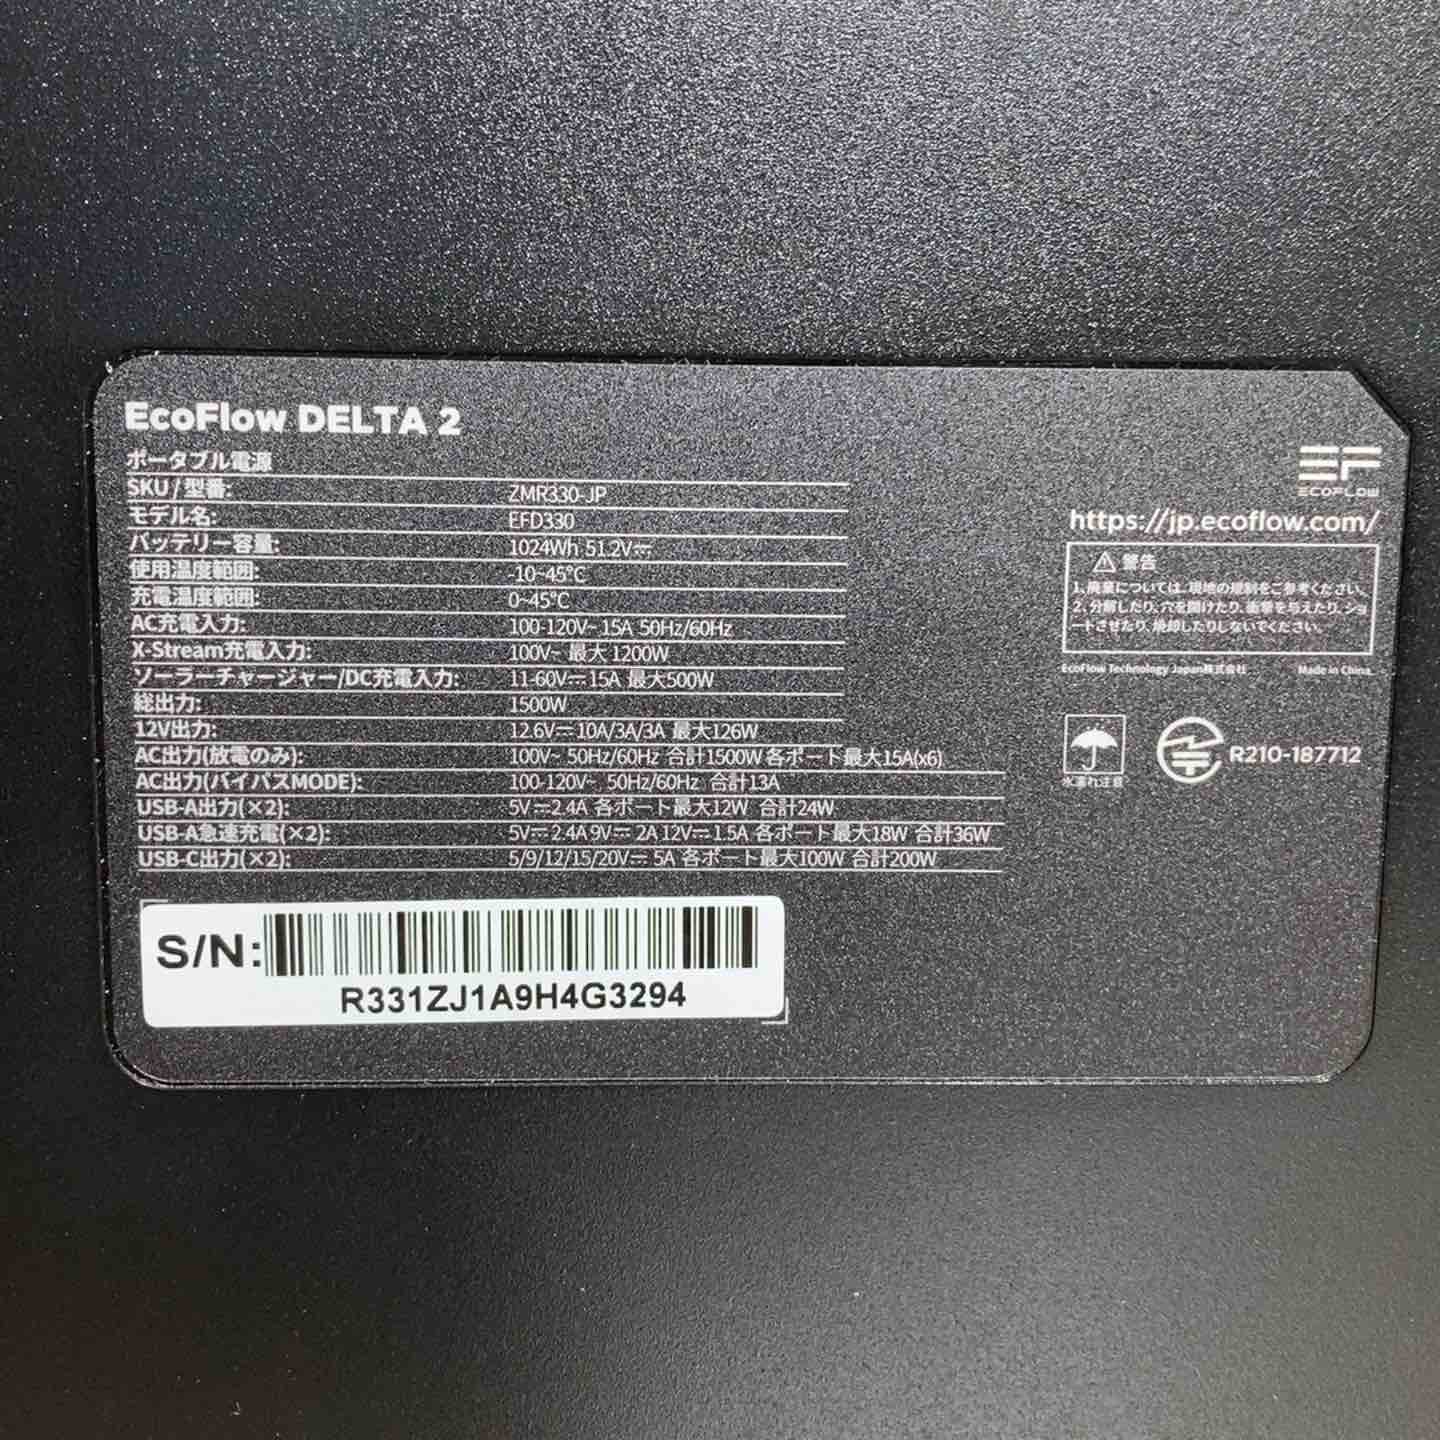 EcoFlow DELTA 2
ポータブル電源
SKU / 型番: ZMR330-JP
モデル名: EFD330
バッテリー容量: 1024Wh 51.2V⎓
使用温度範囲: -10~45°C
充電温度範囲: 0~45°C
AC充電入力: 100-120V~ 15A 50Hz/60Hz
X-Stream充電入力: 100V~ 最大 1200W
ソーラーチャージャー/DC充電入力: 11-60V⎓15A 最大500W
総出力: 1500W
12V出力: 12.6V⎓10A/3A/3A 最大126W
AC出力(放電のみ): 100V~ 50Hz/60Hz 合計1500W 各ポート最大15A(x6)
AC出力(バイパスMODE): 100-120V~ 50Hz/60Hz 合計13A
USB-A出力(×2): 5V⎓2.4A 各ポート最大12W 合計24W
USB-A急速充電(×2): 5V⎓2.4A 9V⎓ 2A 12V⎓1.5A 各ポート最大18W 合計36W
USB-C出力(×2): 5/9/12/15/20V⎓ 5A 各ポート最大100W 合計200W
S/N:
R331ZJ1A9H4G3294
EF
ECOFLOW
https://jp.ecoflow.com/
警告
1、廃棄については、現地の規制をご参考ください。
2、分解したり、穴を開けたり、衝撃を与えたり、ショ
ートさせたり、焼却したりしないでください。
EcoFlow Technology Japan株式会社 Made in China.
水濡れ注意
R210-187712